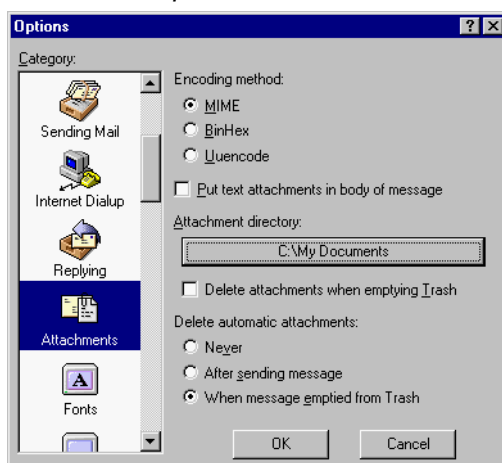 Options
Category:
Sending Mail
Internet Dialup
Replying
Attachments
Fonts
Encoding method:
MIME
BinHex
Uuencode
Put text attachments in body of message
Attachment directory:
C:\My Documents
Delete attachments when emptying Trash
Delete automatic attachments:
Never
After sending message
When message emptied from Trash
OK
Cancel